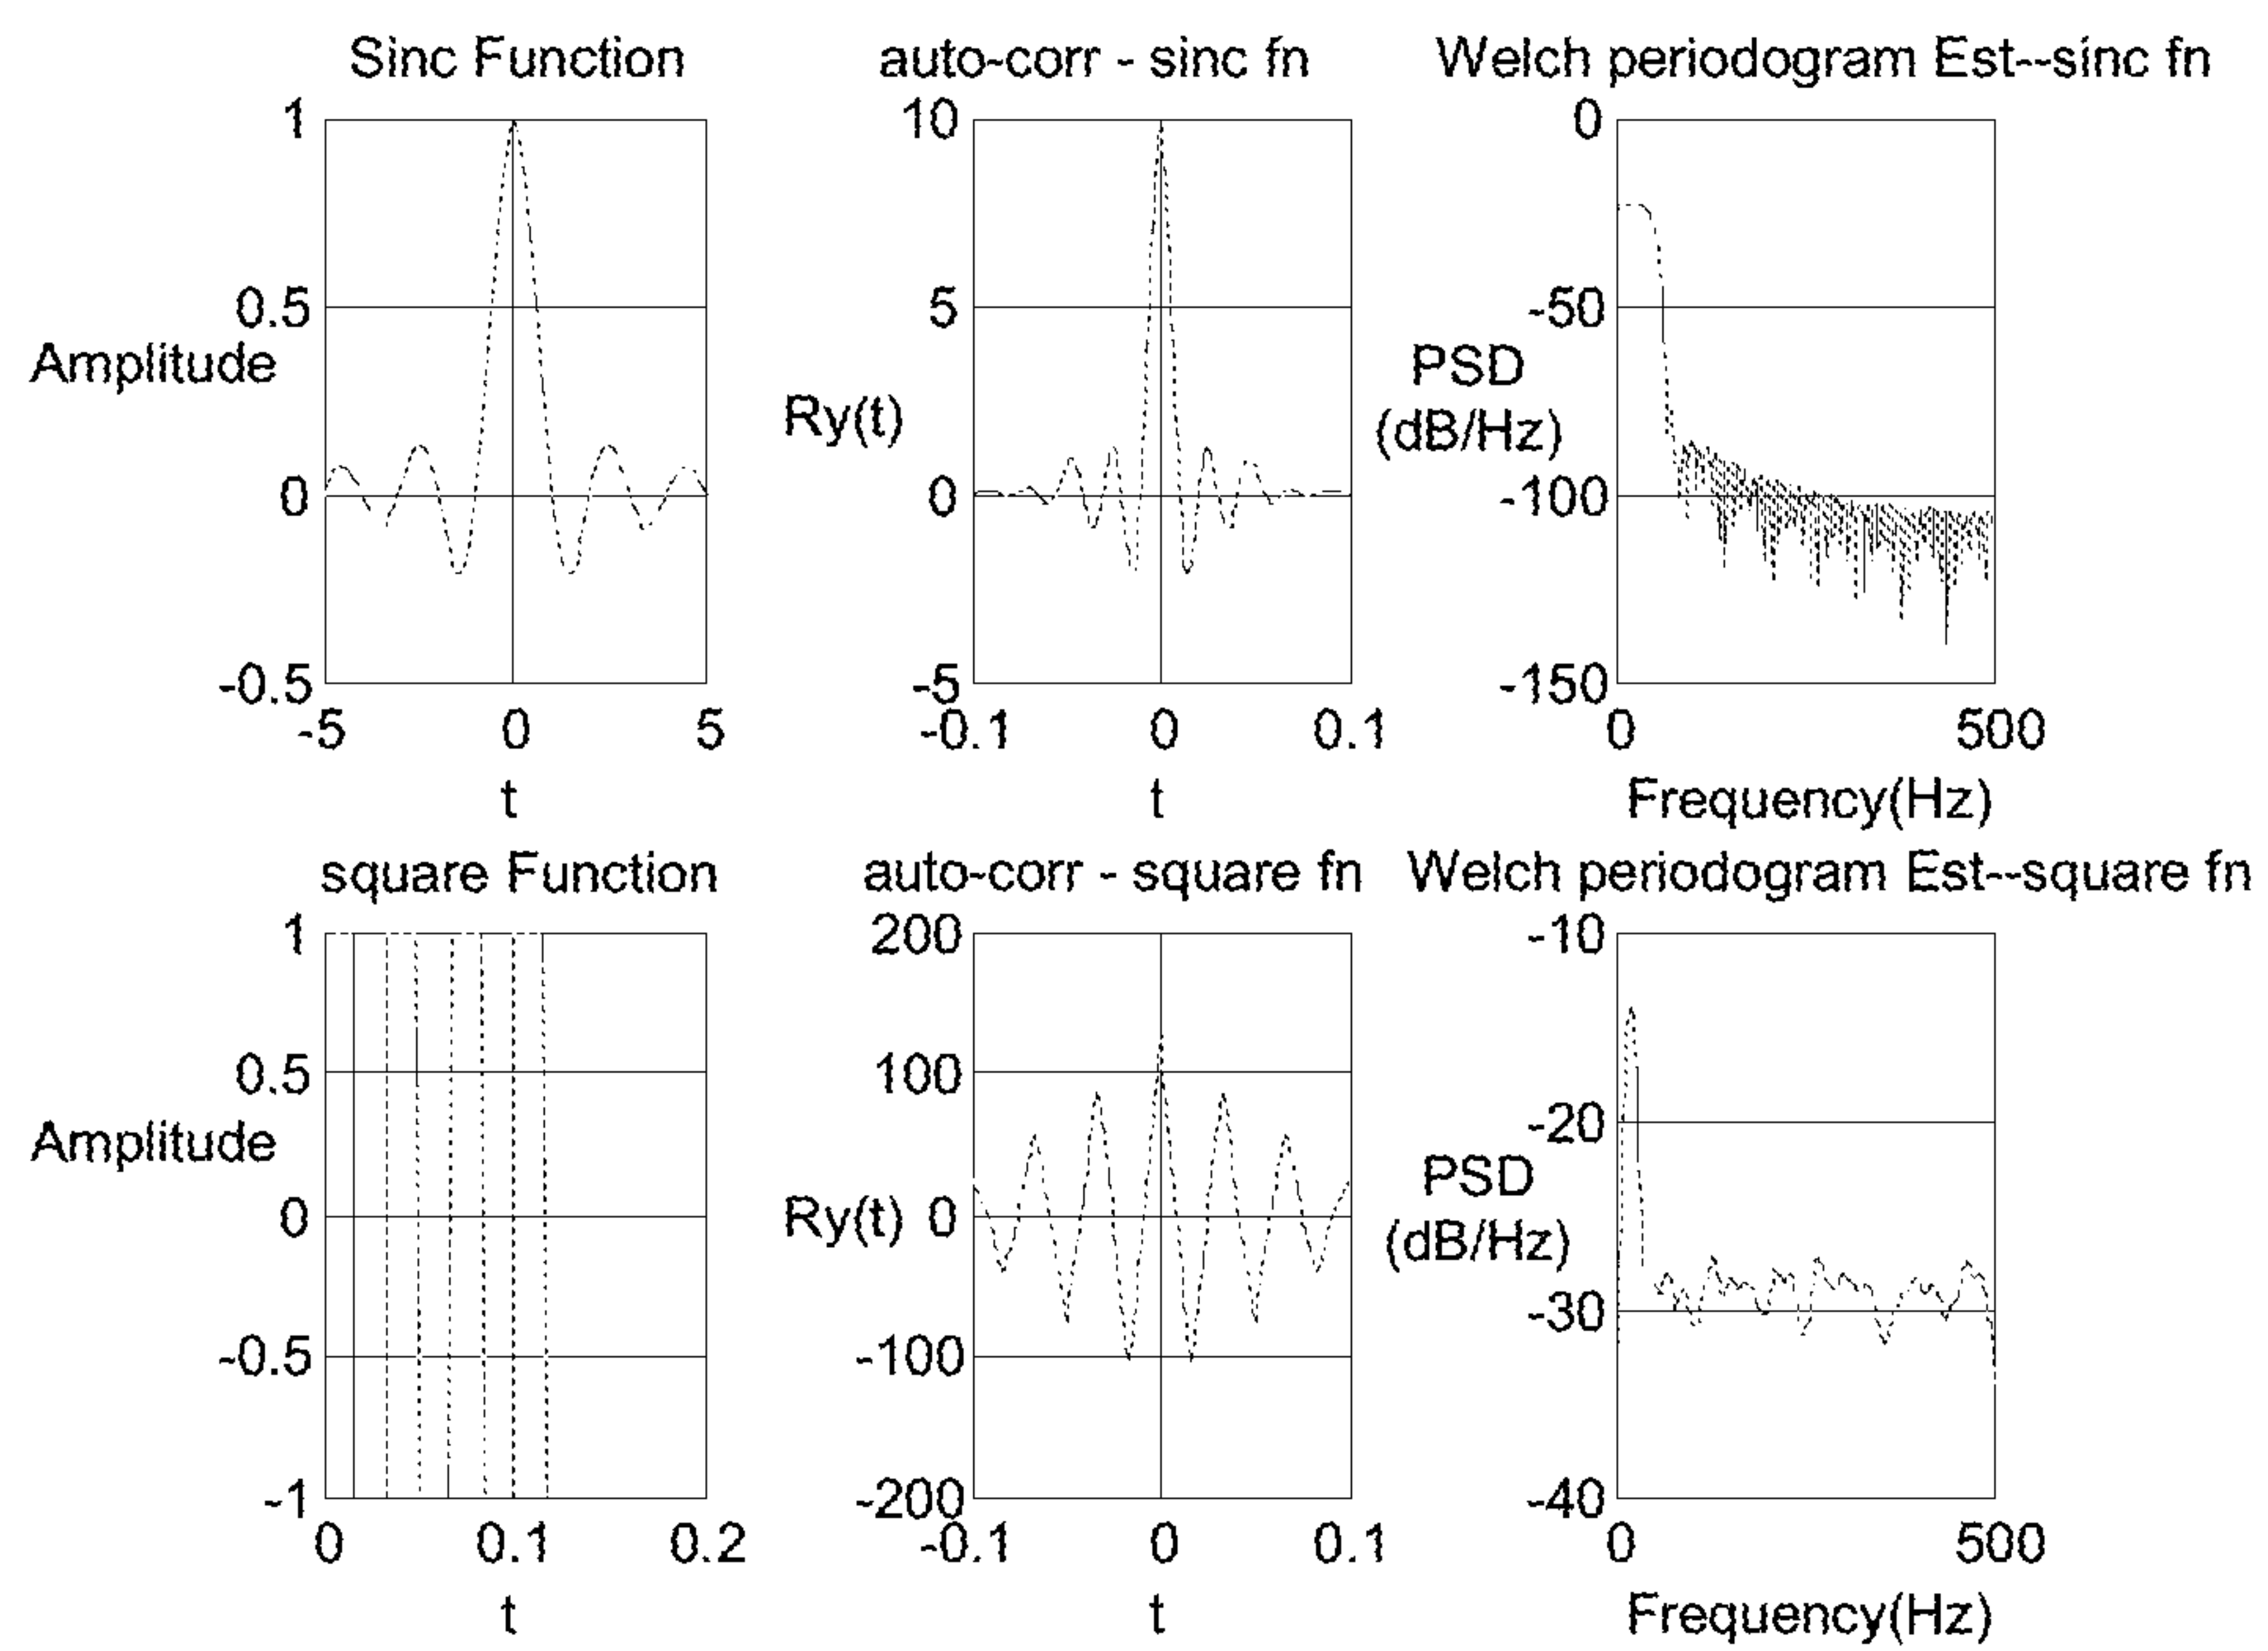 Sinc Function
auto-corr - sinc fn
Welch periodogram Est--sinc fn
1
0.5
Amplitude
0
-0.5
-5
0
5
t
10
5
Ry(t)
0
-5
-0.1
0
0.1
t
0
-50
PSD
(dB/Hz)
-100
-150
0
500
Frequency(Hz)
square Function
auto-corr - square fn
Welch periodogram Est--square fn
1
0.5
Amplitude
0
-0.5
-1
0
0.1
0.2
t
200
100
Ry(t)
0
-100
-200
-0.1
0
0.1
t
-10
-20
PSD
(dB/Hz)
-30
-40
0
500
Frequency(Hz)